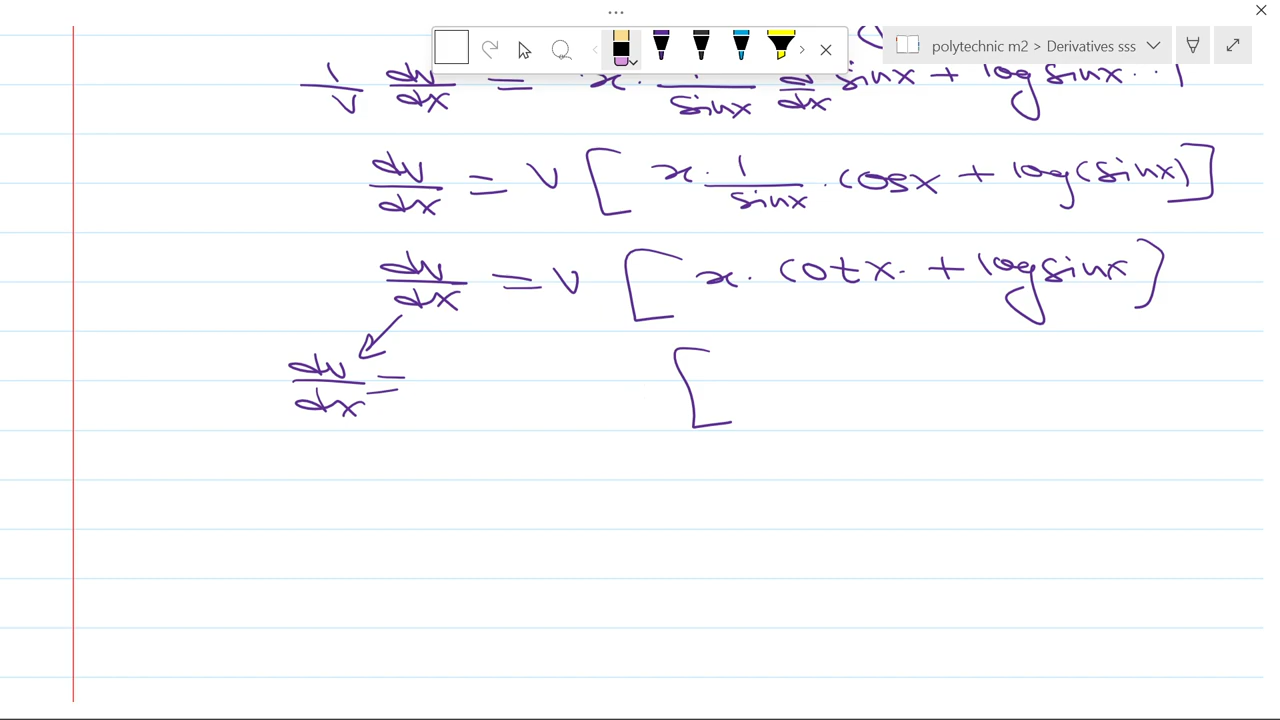 polytechnic m2 > Derivatives sss
1/v dv/dx = x · 1/sinx d/dx sinx + log sinx · 1
dv/dx = v [ x · 1/sinx · cosx + log(sinx) ]
dv/dx = v [ x · cotx · + logsinx ]
dv/dx = [